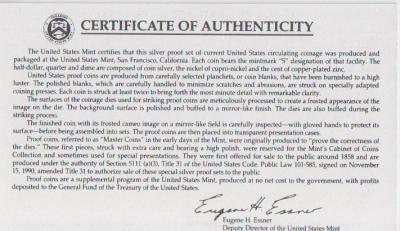 CERTIFICATE OF AUTHENTICITY
The United States Mint certifies that this silver proof set of current United States circulating coinage was produced and
packaged at the United States Mint, San Francisco, California. Each coin bears the mintmark "S" designation of that facility. The
half-dollar, quarter and dime are composed of coin silver, the nickel of cupro-nickel and the cent of copper-plated zinc.
United States proof coins are produced from carefully selected planchets, or coin blanks, that have been burnished to a high
luster. The polished blanks, which are carefully handled to minimize scratches and abrasions, are struck on specially adapted
coining presses. Each coin is struck at least twice to bring forth the most minute detail with remarkable clarity.
The surfaces of the coinage dies used for striking proof coins are meticulously processed to create a frosted appearance of the
image on the die. The background surface is polished and buffed to a mirror-like finish. The dies are also buffed during the
striking process.
The finished coin with its frosted cameo image on a mirror-like field is carefully inspected—with gloved hands to protect its
surface—before being assembled into sets. The proof coins are then placed into transparent presentation cases.
Proof coins, referred to as "Master Coins" in the early days of the Mint, were originally produced to "prove the correctness of
the dies." These first pieces, struck with extra care and bearing a high polish, were reserved for the Mint's Cabinet of Coins
Collection and sometimes used for special presentations. They were first offered for sale to the public around 1858 and are
produced under the authority of Section 5111 (a)(3), Title 31 of the United States Code. Public Law 101-585, signed on November
15, 1990, amended Title 31 to authorize sale of these special silver proof sets to the public.
Proof coins are a supplemental program of the United States Mint, produced at no net cost to the government, with profits
deposited to the General Fund of the Treasury of the United States.
Eugene H. Essner
Eugene H. Essner
Deputy Director of the United States Mint